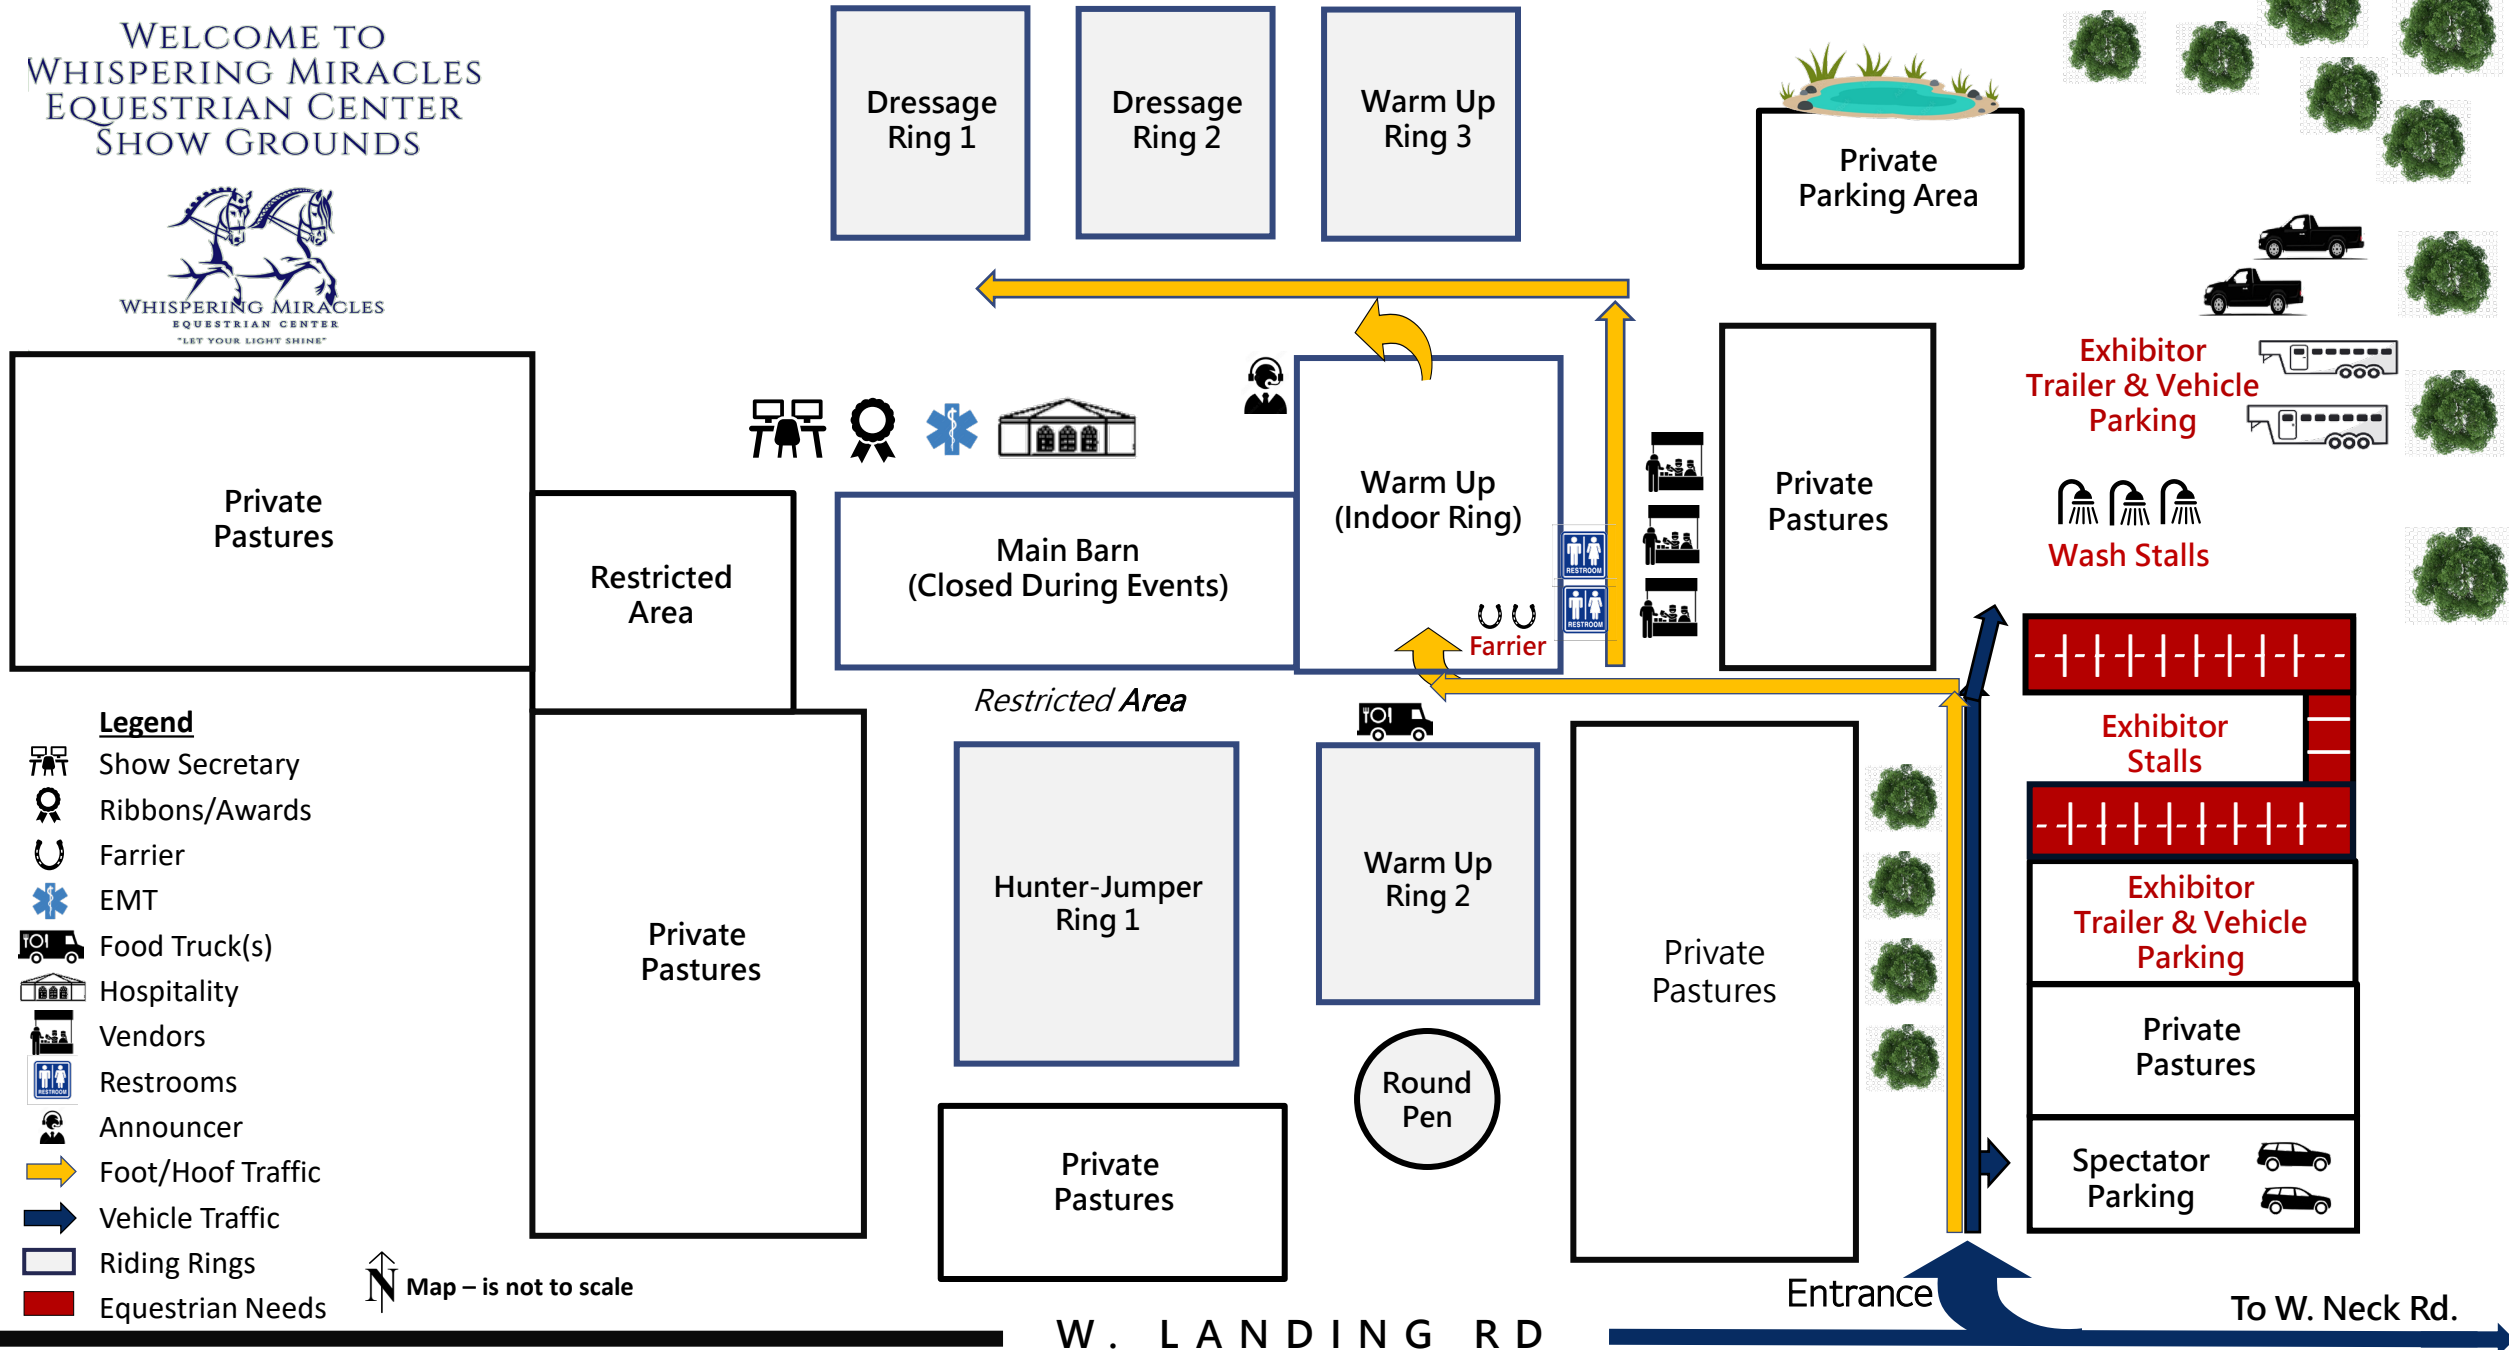 WELCOME TO
WHISPERING MIRACLES
EQUESTRIAN CENTER
SHOW GROUNDS
WHISPERING MIRACLES
EQUESTRIAN CENTER
"LET YOUR LIGHT SHINE"
Dressage
Ring 1
Dressage
Ring 2
Warm Up
Ring 3
Private
Parking Area
Exhibitor
Trailer & Vehicle
Parking
Wash Stalls
Private
Pastures
Restricted
Area
Main Barn
(Closed During Events)
Warm Up
(Indoor Ring)
Farrier
RESTROOM
RESTROOM
Private
Pastures
Restricted Area
Exhibitor
Stalls
Exhibitor
Trailer & Vehicle
Parking
Private
Pastures
Spectator
Parking
Private
Pastures
Hunter-Jumper
Ring 1
Warm Up
Ring 2
Round
Pen
Private
Pastures
Private
Pastures
Legend
Show Secretary
Ribbons/Awards
Farrier
EMT
Food Truck(s)
Hospitality
Vendors
RESTROOM
Restrooms
Announcer
Foot/Hoof Traffic
Vehicle Traffic
Riding Rings
Equestrian Needs
N
Map – is not to scale
Entrance
To W. Neck Rd.
W. LANDING RD